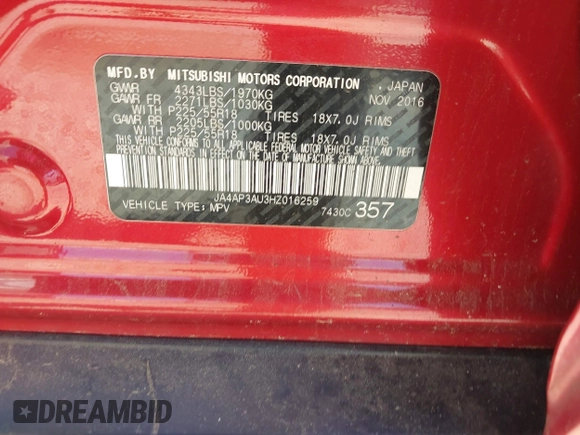 MFD.BY MITSUBISHI MOTORS CORPORATION , JAPAN
GVWR 4343LBS/1970KG NOV 2016
GAWR FR 2271LBS/1030KG
WITH P225/55R18 TIRES 18X7.0J RIMS
GAWR RR 2205LBS/1000KG
WITH P225/55R18 TIRES 18X7.0J RIMS
THIS VEHICLE CONFORMS TO ALL APPLICABLE FEDERAL MOTOR VEHICLE SAFETY AND THEFT
PREVENTION STANDARDS IN EFFECT ON THE DATE OF MANUFACTURE SHOWN ABOVE.
JA4AP3AU3HZ016259
VEHICLE TYPE: MPV 7430C 357
DREAMBID